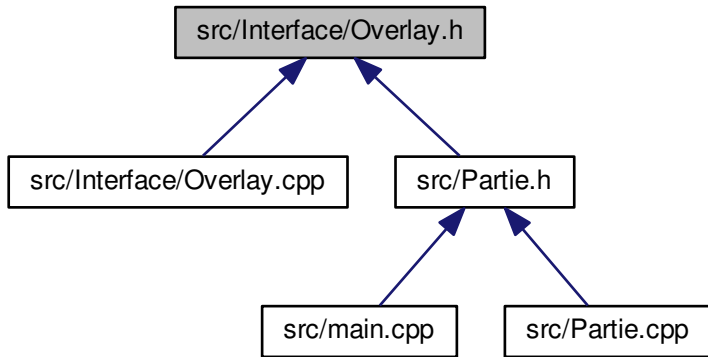 src/Interface/Overlay.h
src/Interface/Overlay.cpp
src/Partie.h
src/main.cpp
src/Partie.cpp